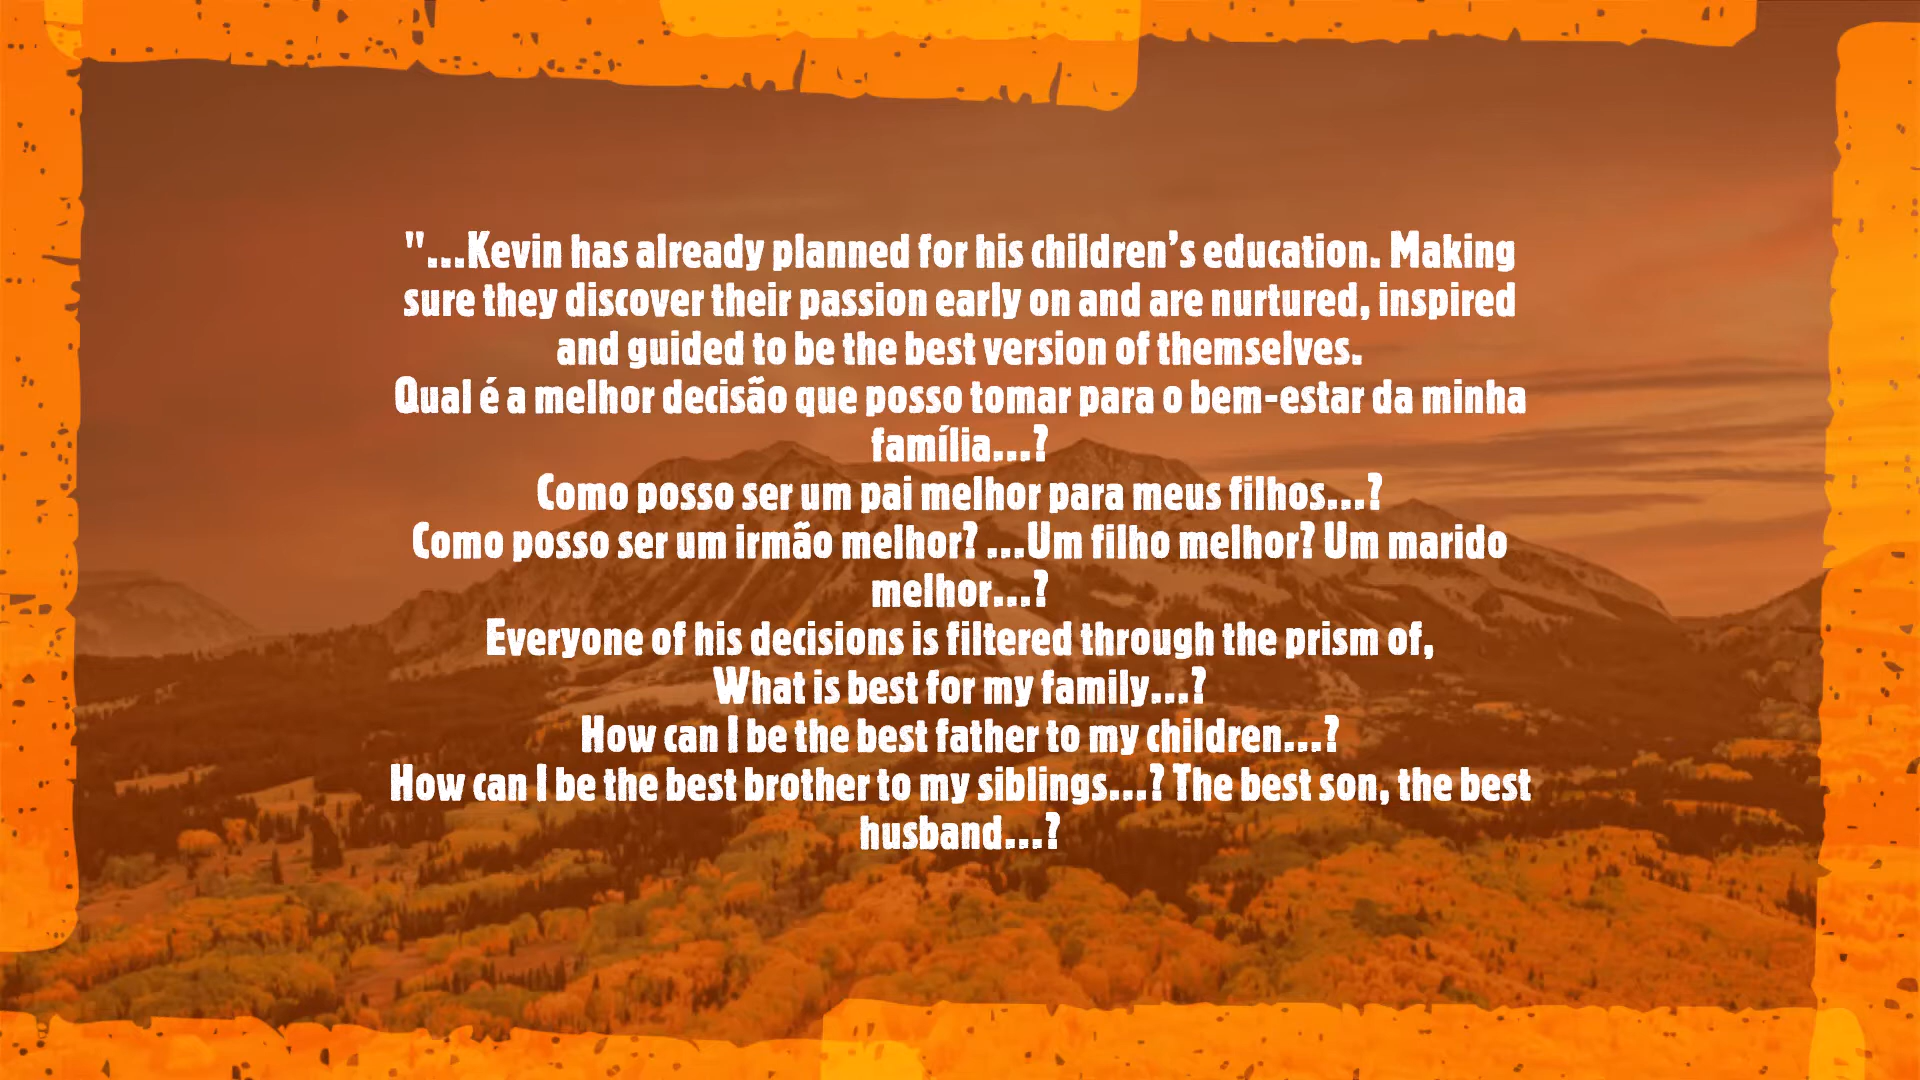 "...Kevin has already planned for his children’s education. Making
sure they discover their passion early on and are nurtured, inspired
and guided to be the best version of themselves.
Qual é a melhor decisão que posso tomar para o bem-estar da minha
família...?
Como posso ser um pai melhor para meus filhos...?
Como posso ser um irmão melhor? ...Um filho melhor? Um marido
melhor...?
Everyone of his decisions is filtered through the prism of,
What is best for my family...?
How can I be the best father to my children...?
How can I be the best brother to my siblings...? The best son, the best
husband...?